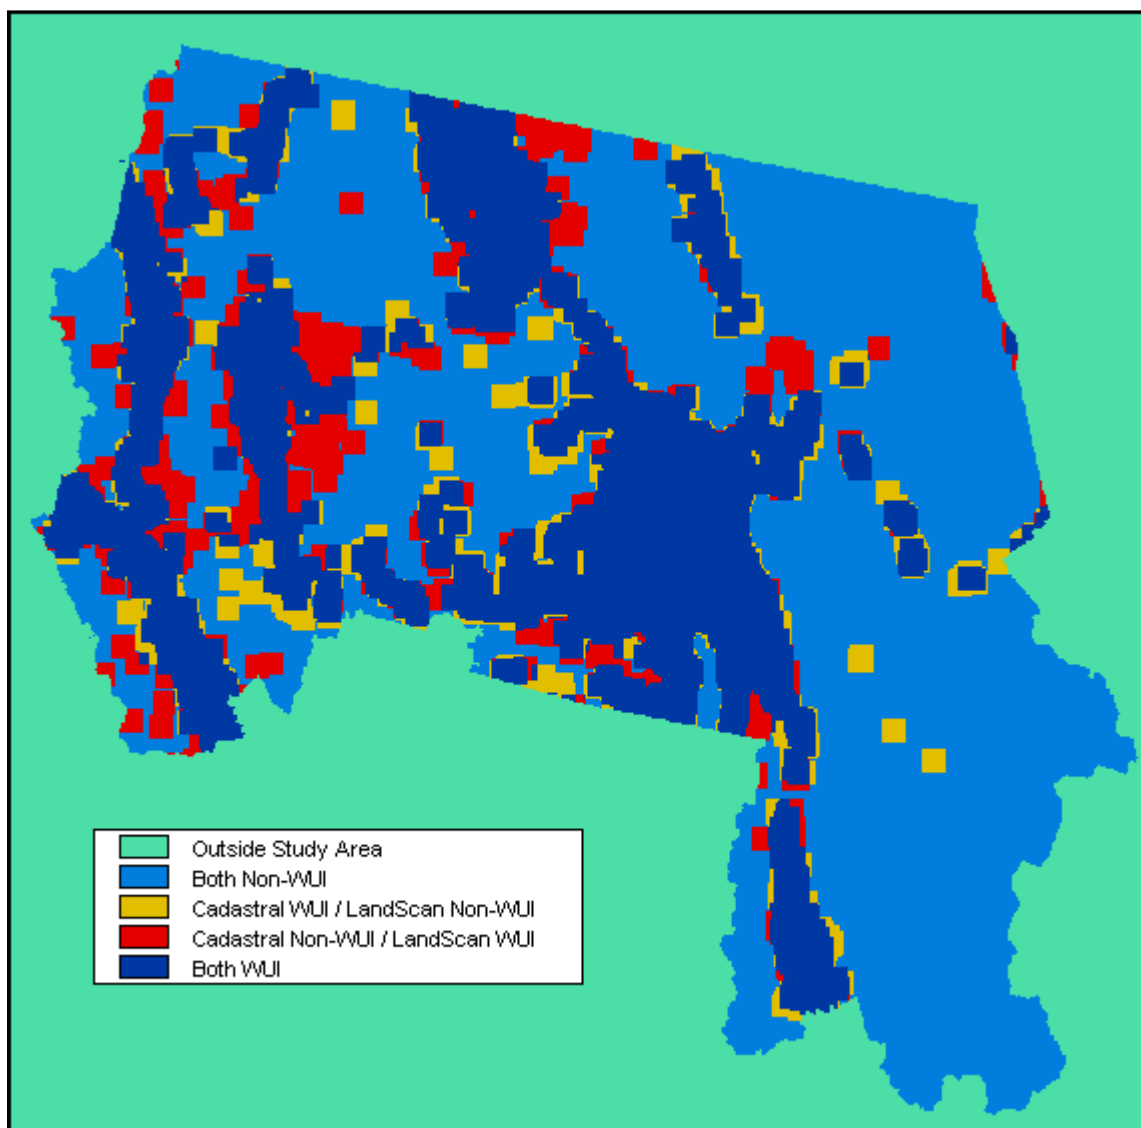 Outside Study Area
Both Non-WUI
Cadastral WUI / LandScan Non-WUI
Cadastral Non-WUI / LandScan WUI
Both WUI